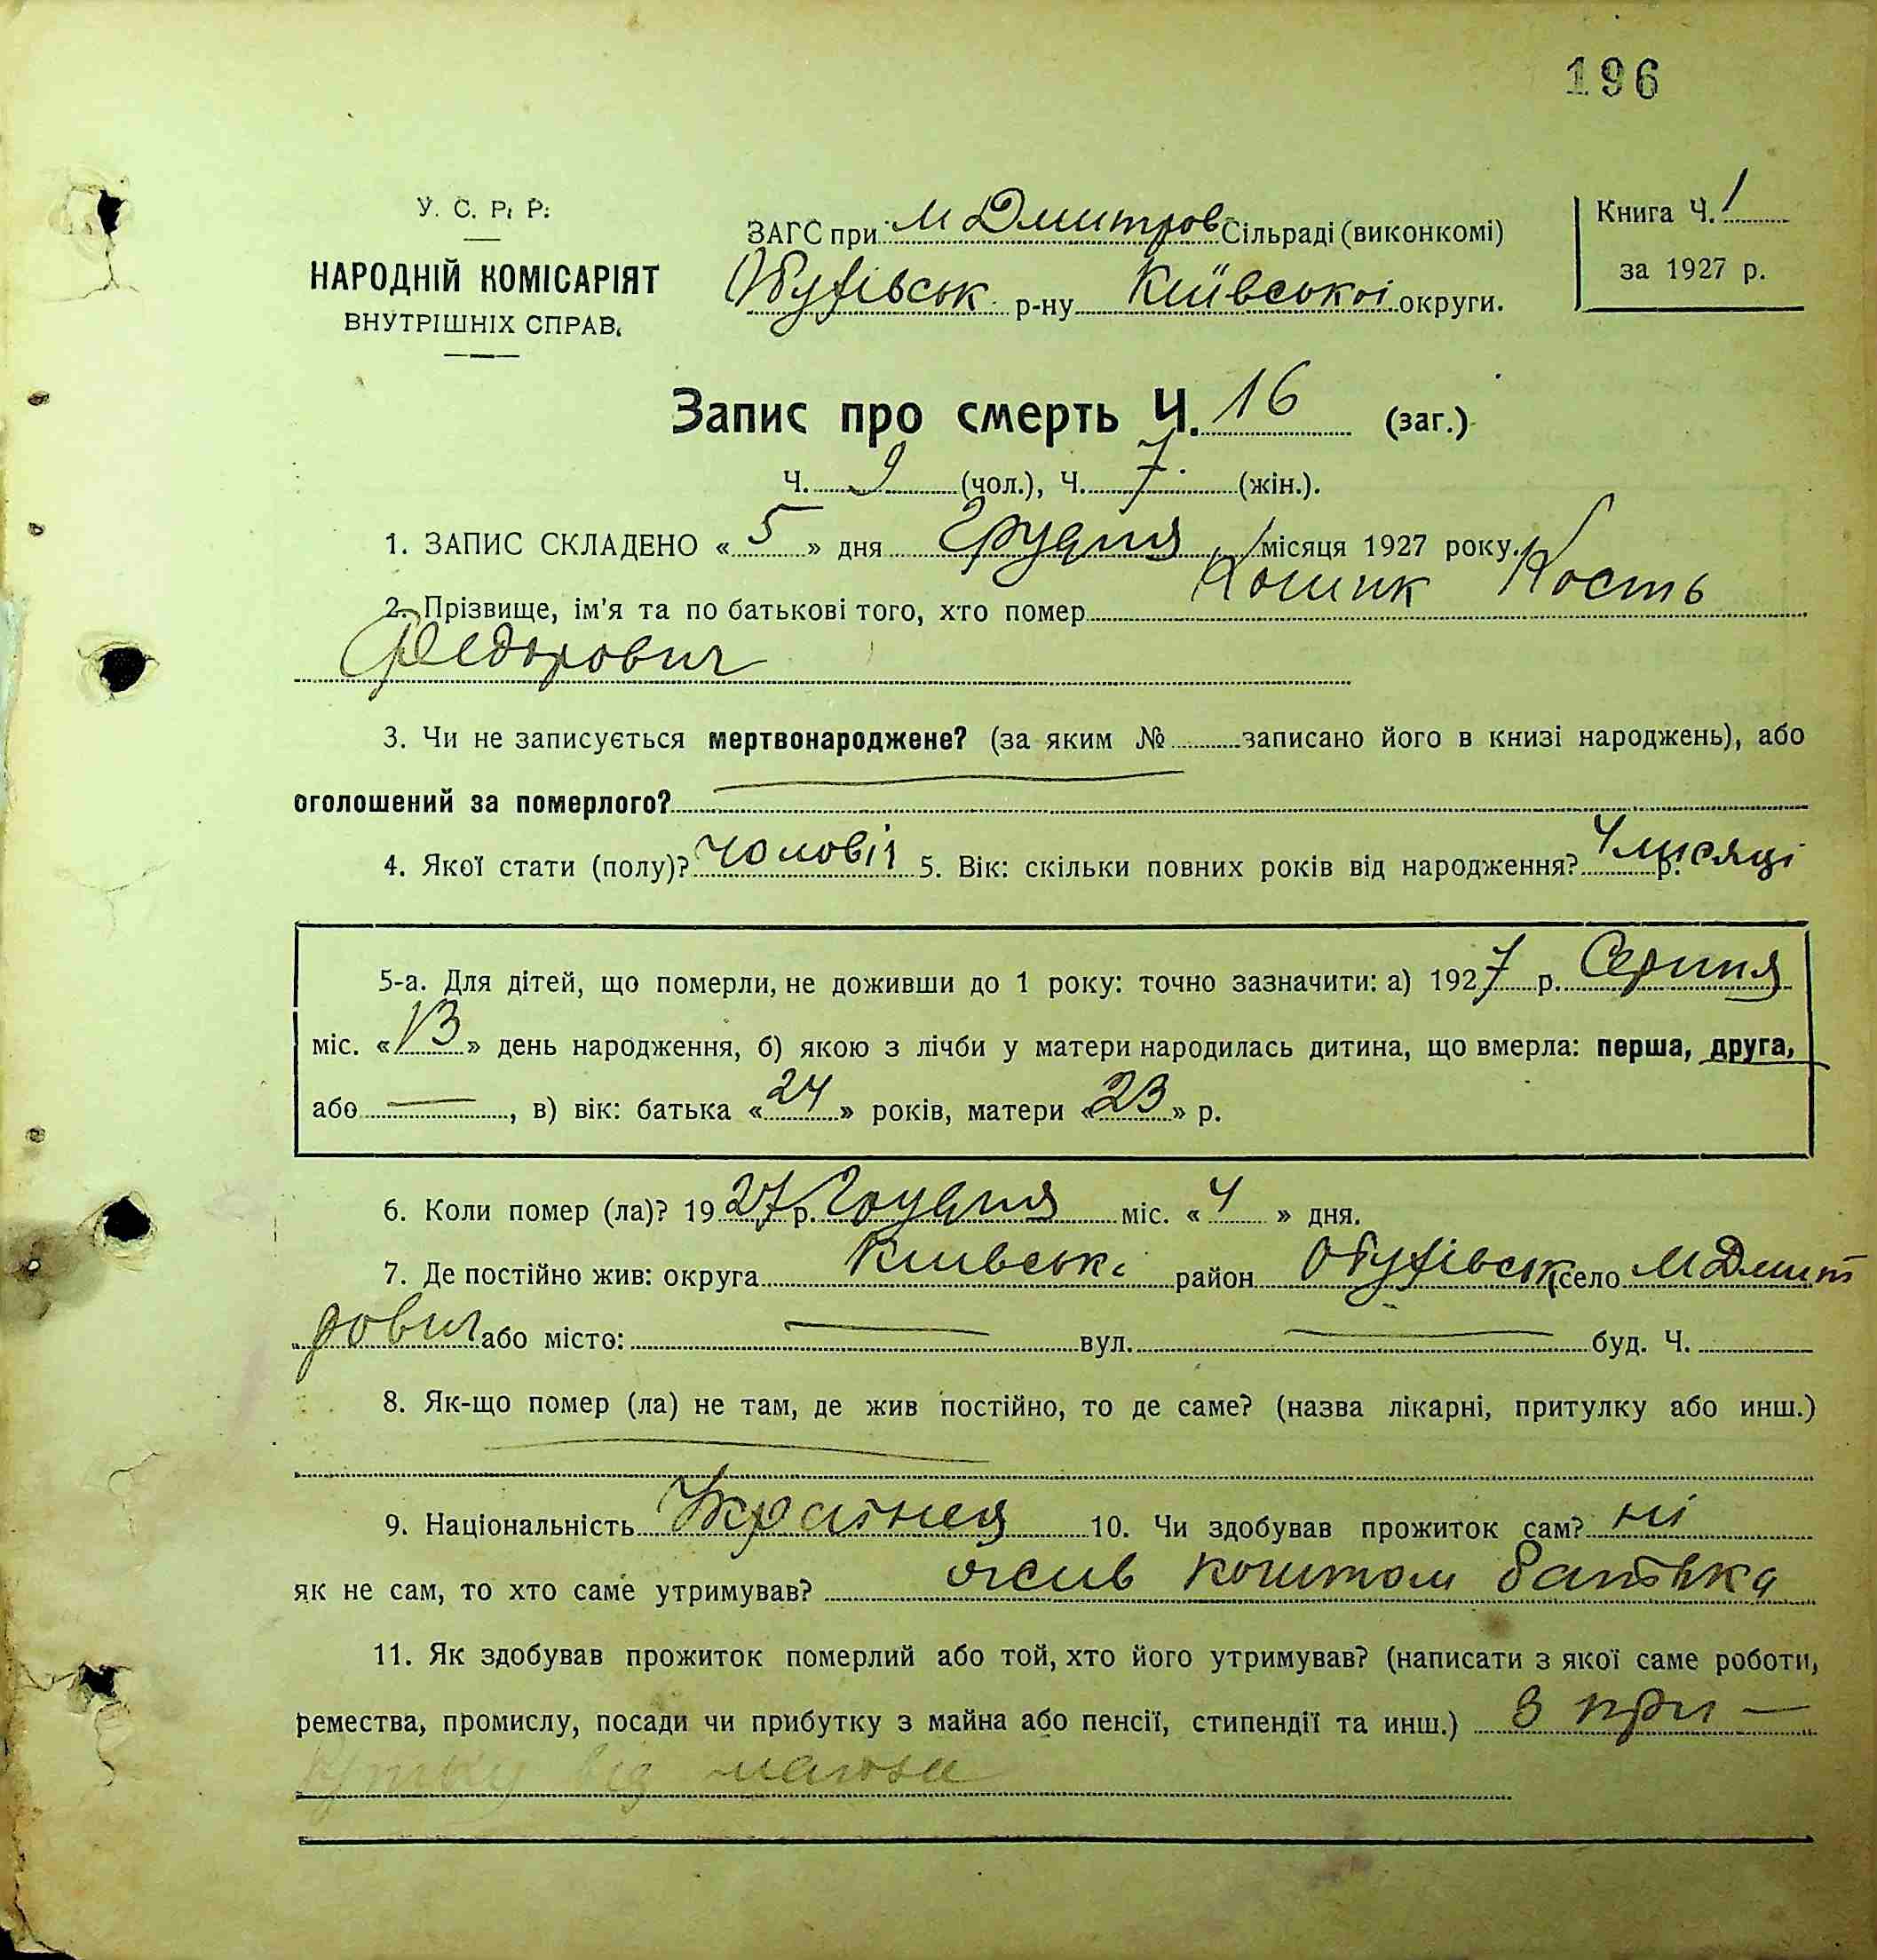 196
У. С. Р. Р.
НАРОДНІЙ КОМІСАРІЯТ
ВНУТРІШНІХ СПРАВ.
ЗАГС при М Дмитров Сільраді (виконкомі)
Обухівськ р-ну Київської округи.
Книга Ч. 1
за 1927 р.
Запис про смерть Ч. 16 (заг.)
Ч. 9 (чол.), Ч. 7 (жін.).
1. ЗАПИС СКЛАДЕНО « 5 » дня Грудня місяця 1927 року.
2. Прізвище, ім'я та по батькові того, хто помер Кость
Федорович
3. Чи не записується мертвонароджене? (за яким № записано його в книзі народжень), або
оголошений за померлого?
4. Якої стати (полу)? чоловіч 5. Вік: скільки повних років від народження? 4 р. місяці
5-а. Для дітей, що померли, не доживши до 1 року: точно зазначити: а) 1927 р. Серпня
міс. « 13 » день народження, б) якою з лічби у матери народилась дитина, що вмерла: перша, друга,
або —, в) вік: батька « 24 » років, матери « 23 » р.
6. Коли помер (ла)? 1927 р. Грудня міс. « 4 » дня.
7. Де постійно жив: округа Київськ район Обухівськ село М Дмит
рович або місто: — вул. — буд. Ч.
8. Як-що помер (ла) не там, де жив постійно, то де саме? (назва лікарні, притулку або инш.)
9. Національність 10. Чи здобував прожиток сам? ні
як не сам, то хто саме утримував? жив коштом батька
11. Як здобував прожиток померлий або той, хто його утримував? (написати з якої саме роботи,
ремества, промислу, посади чи прибутку з майна або пенсії, стипендії та инш.) З при—
бутку від